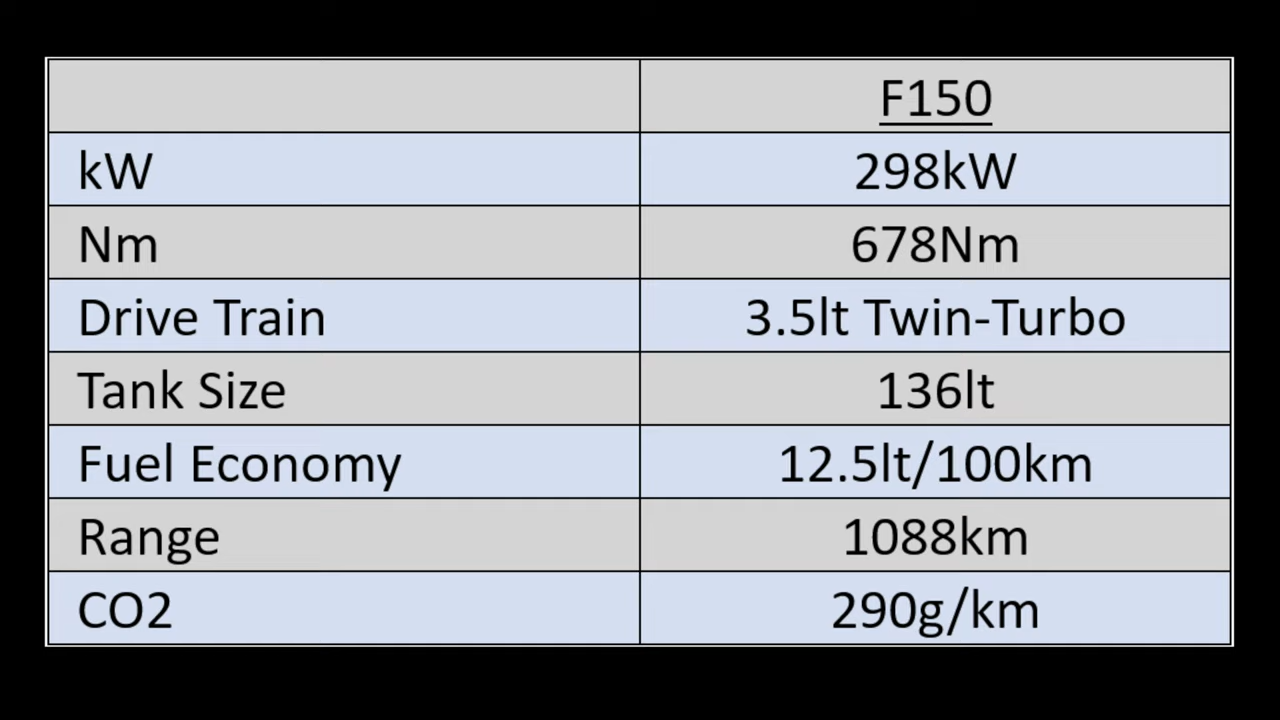 F150
kW 298kW
Nm 678Nm
Drive Train 3.5lt Twin-Turbo
Tank Size 136lt
Fuel Economy 12.5lt/100km
Range 1088km
CO2 290g/km